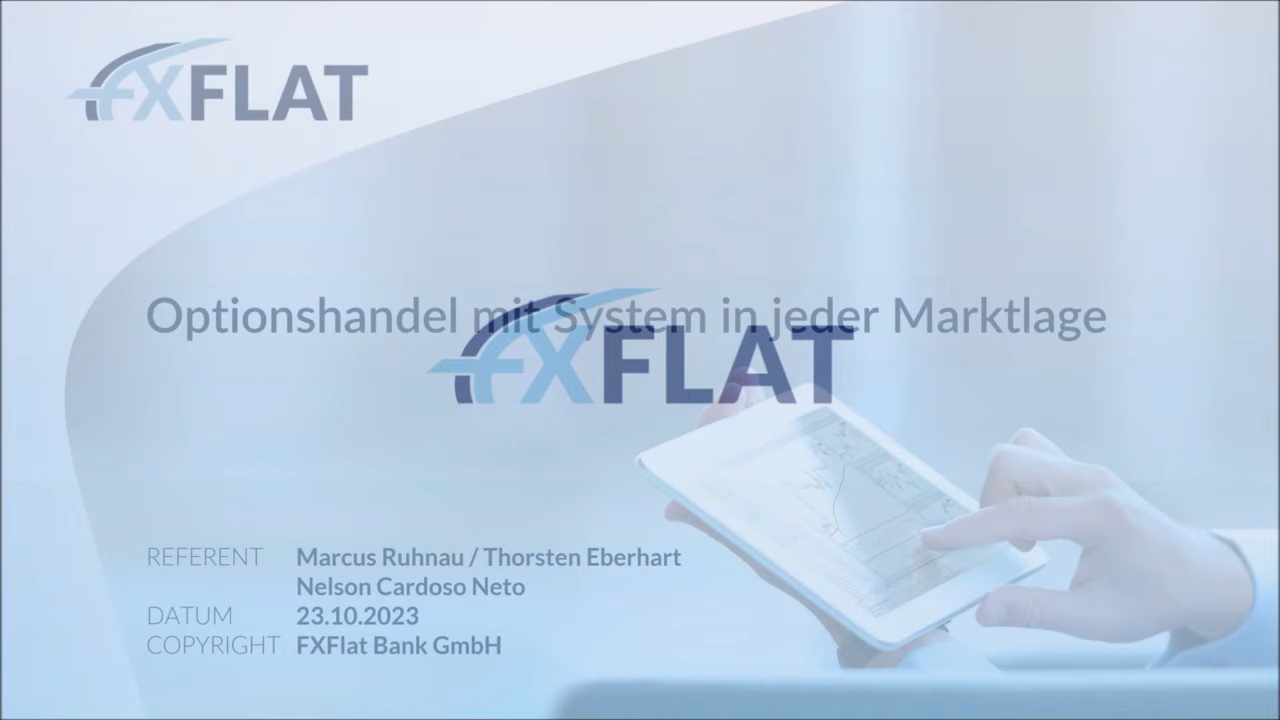 FXFLAT
Optionshandel mit System in jeder Marktlage
FXFLAT
REFERENT Marcus Ruhnau / Thorsten Eberhart
Nelson Cardoso Neto
DATUM 23.10.2023
COPYRIGHT FXFlat Bank GmbH